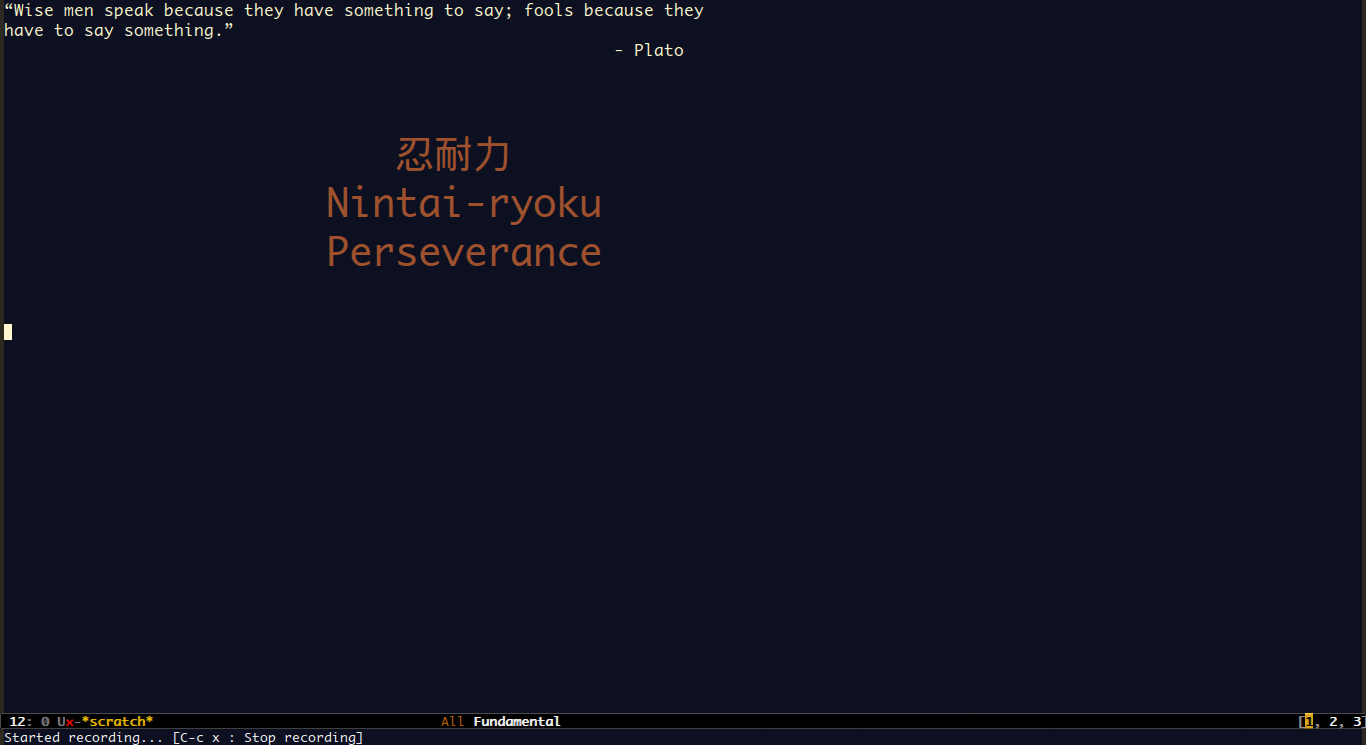 “Wise men speak because they have something to say; fools because they
have to say something.”
- Plato
忍耐力
Nintai-ryoku
Perseverance
12: 0 Ux-*scratch* All Fundamental [1, 2, 3]
Started recording... [C-c x : Stop recording]